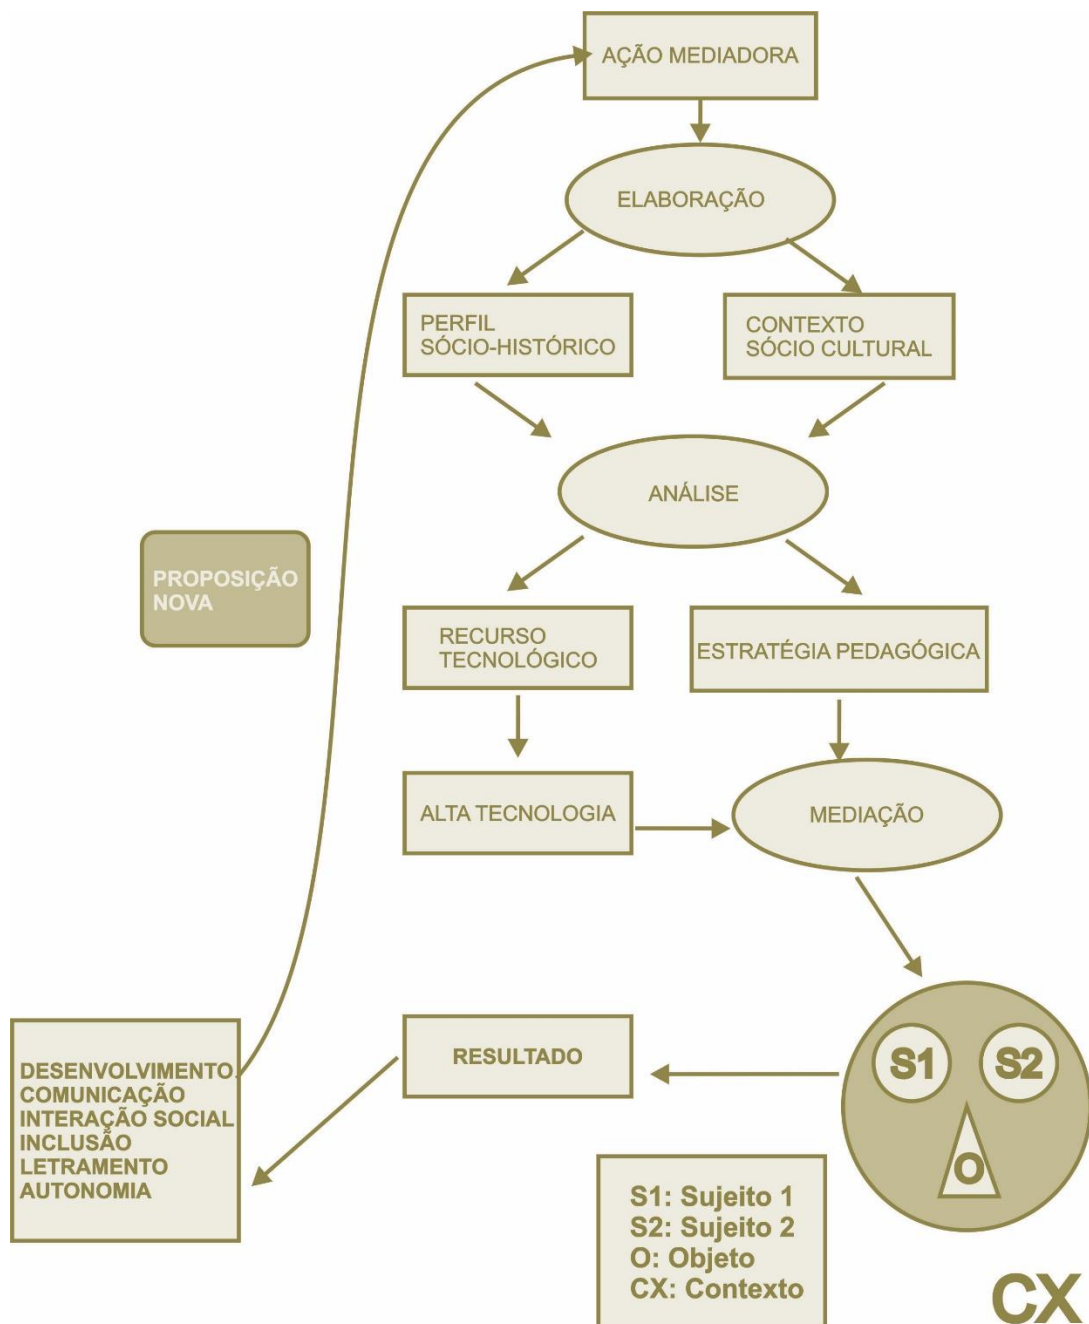 AÇÃO MEDIADORA
ELABORAÇÃO
PERFIL
SÓCIO-HISTÓRICO
CONTEXTO
SÓCIO CULTURAL
ANÁLISE
PROPOSIÇÃO
NOVA
RECURSO
TECNOLÓGICO
ESTRATÉGIA PEDAGÓGICA
ALTA TECNOLOGIA
MEDIAÇÃO
S1
S2
O
RESULTADO
DESENVOLVIMENTO
COMUNICAÇÃO
INTERAÇÃO SOCIAL
INCLUSÃO
LETRAMENTO
AUTONOMIA
S1: Sujeito 1
S2: Sujeito 2
O: Objeto
CX: Contexto
CX